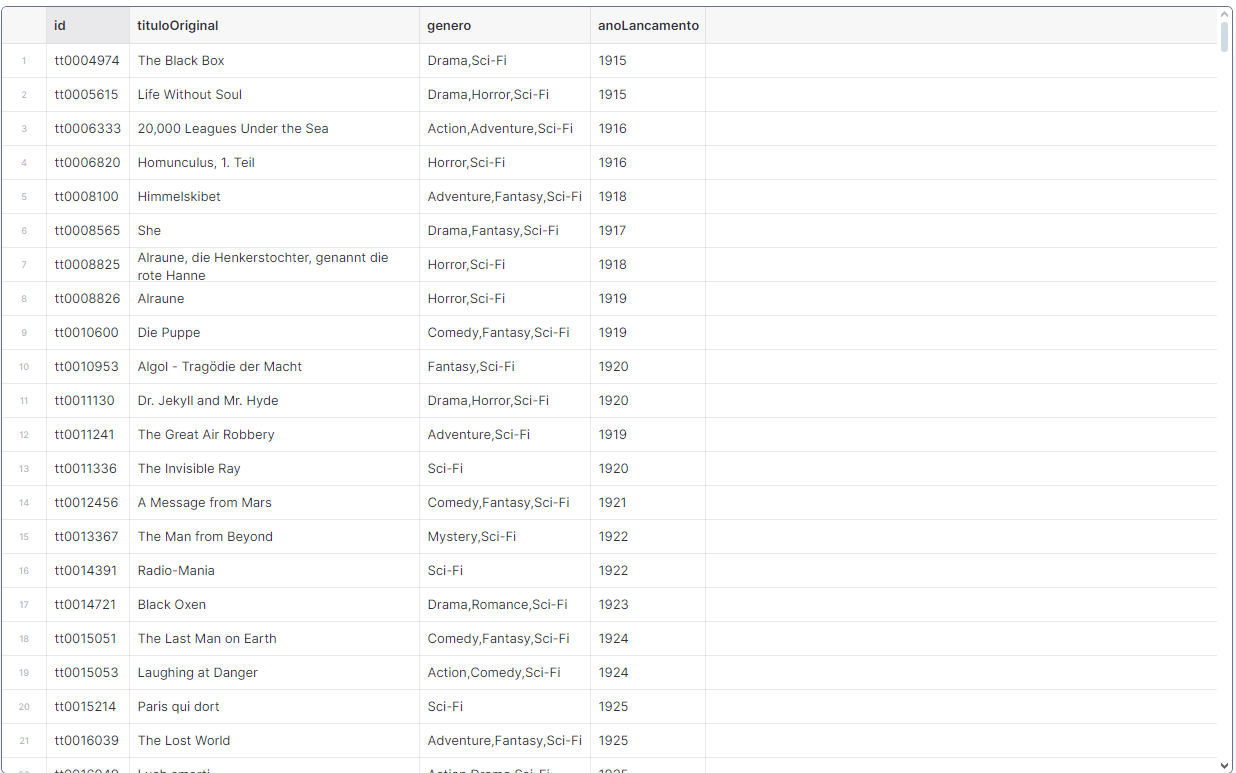 id tituloOriginal genero anoLancamento
1 tt0004974 The Black Box Drama,Sci-Fi 1915
2 tt0005615 Life Without Soul Drama,Horror,Sci-Fi 1915
3 tt0006333 20,000 Leagues Under the Sea Action,Adventure,Sci-Fi 1916
4 tt0006820 Homunculus, 1. Teil Horror,Sci-Fi 1916
5 tt0008100 Himmelskibet Adventure,Fantasy,Sci-Fi 1918
6 tt0008565 She Drama,Fantasy,Sci-Fi 1917
7 tt0008825 Alraune, die Henkerstochter, genannt die
rote Hanne Horror,Sci-Fi 1918
8 tt0008826 Alraune Horror,Sci-Fi 1919
9 tt0010600 Die Puppe Comedy,Fantasy,Sci-Fi 1919
10 tt0010953 Algol - Tragödie der Macht Fantasy,Sci-Fi 1920
11 tt0011130 Dr. Jekyll and Mr. Hyde Drama,Horror,Sci-Fi 1920
12 tt0011241 The Great Air Robbery Adventure,Sci-Fi 1919
13 tt0011336 The Invisible Ray Sci-Fi 1920
14 tt0012456 A Message from Mars Comedy,Fantasy,Sci-Fi 1921
15 tt0013367 The Man from Beyond Mystery,Sci-Fi 1922
16 tt0014391 Radio-Mania Sci-Fi 1922
17 tt0014721 Black Oxen Drama,Romance,Sci-Fi 1923
18 tt0015051 The Last Man on Earth Comedy,Fantasy,Sci-Fi 1924
19 tt0015053 Laughing at Danger Action,Comedy,Sci-Fi 1924
20 tt0015214 Paris qui dort Sci-Fi 1925
21 tt0016039 The Lost World Adventure,Fantasy,Sci-Fi 1925